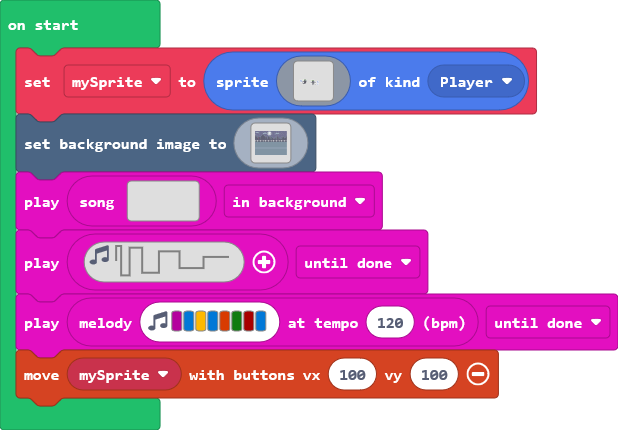 on start
set mySprite to sprite of kind Player
set background image to
play song in background
play until done
play melody at tempo 120 (bpm) until done
move mySprite with buttons vx 100 vy 100